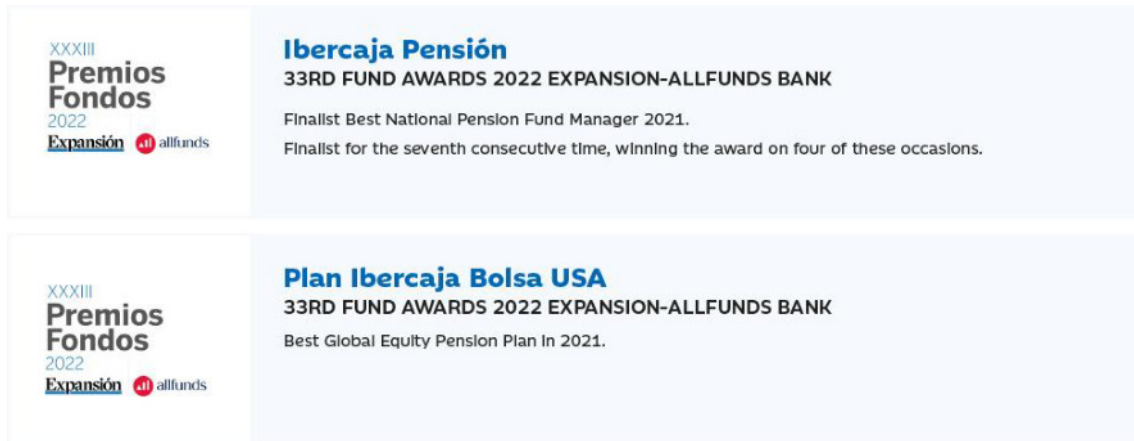 XXXIII
Premios
Fondos
2022
Expansión allfunds
Ibercaja Pensión
33RD FUND AWARDS 2022 EXPANSION-ALLFUNDS BANK
Finalist Best National Pension Fund Manager 2021.
Finalist for the seventh consecutive time, winning the award on four of these occasions.
XXXIII
Premios
Fondos
2022
Expansión allfunds
Plan Ibercaja Bolsa USA
33RD FUND AWARDS 2022 EXPANSION-ALLFUNDS BANK
Best Global Equity Pension Plan in 2021.